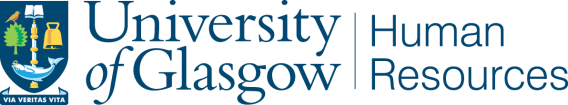 University
of Glasgow
Human
Resources
VIA VERITAS VITA